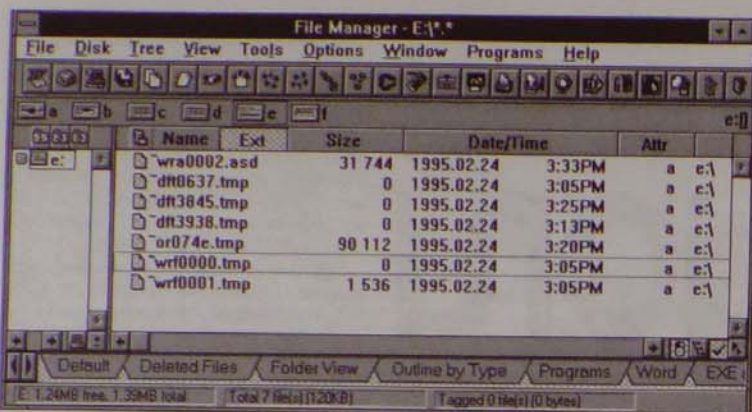 File Manager - E:\*.*
File Disk Tree View Tools Options Window Programs Help
a b c d e f e:[]
e: Name Ext Size Date/Time Attr
~wra0002.asd 31 744 1995.02.24 3:33PM a e:\
~dft0637.tmp 0 1995.02.24 3:05PM a e:\
~dft3845.tmp 0 1995.02.24 3:25PM a e:\
~dft3938.tmp 0 1995.02.24 3:13PM a e:\
~or074e.tmp 90 112 1995.02.24 3:20PM a e:\
~wrf0000.tmp 0 1995.02.24 3:05PM a e:\
~wrf0001.tmp 1 536 1995.02.24 3:05PM a e:\
Default Deleted Files Folder View Outline by Type Programs Word EXE
E: 1.24MB free, 1.39MB total Total 7 file(s) (120KB) Tagged 0 file(s) (0 bytes)